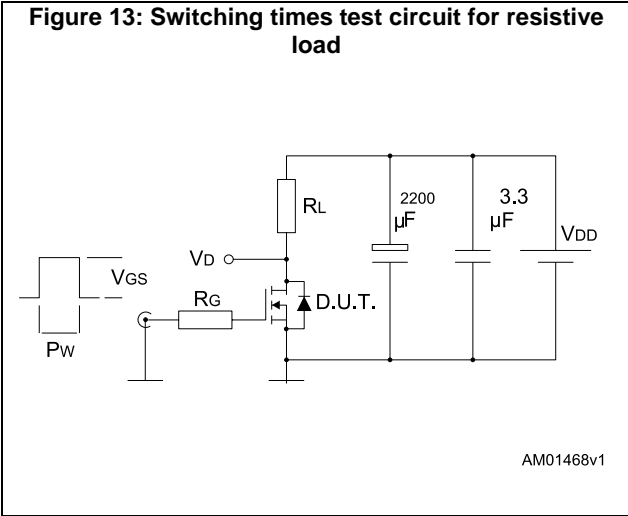 Figure 13: Switching times test circuit for resistive
load
2200
μF
3.3
μF
VDD
RL
VD
VGS
RG
D.U.T.
PW
AM01468v1